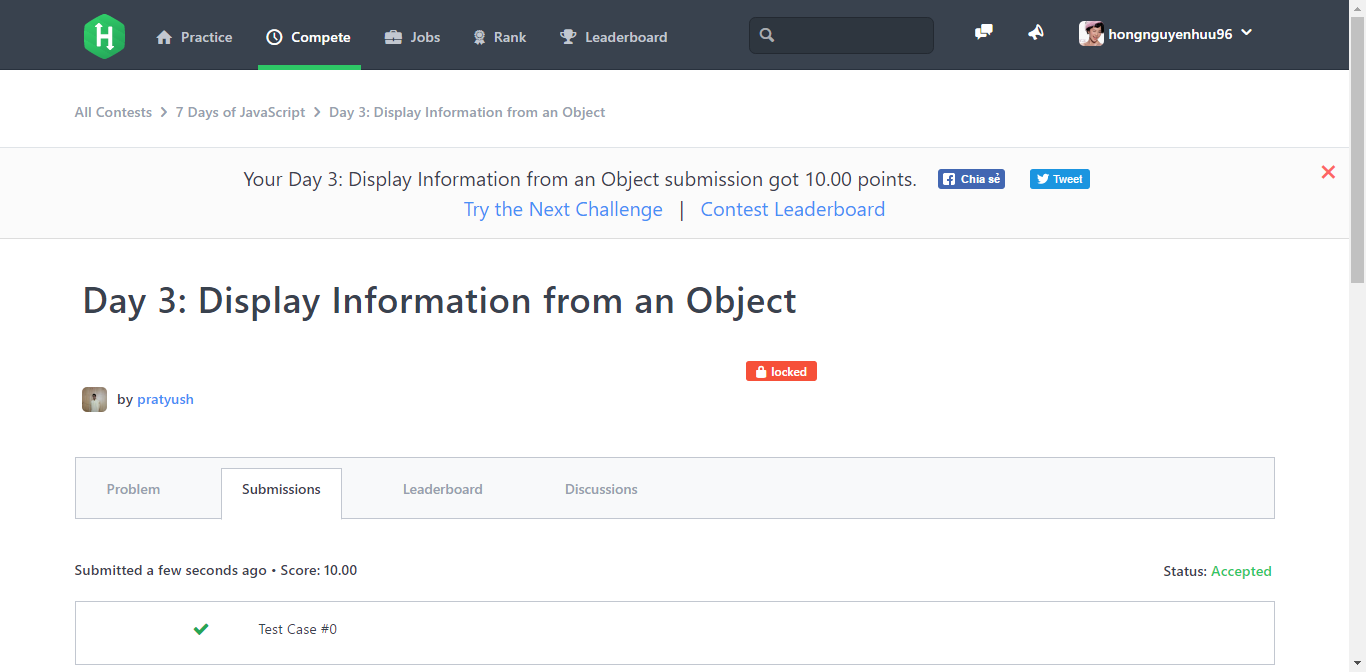 H Practice Compete Jobs Rank Leaderboard hongnguyenhuu96
All Contests > 7 Days of JavaScript > Day 3: Display Information from an Object
Your Day 3: Display Information from an Object submission got 10.00 points. Chia sẻ Tweet
Try the Next Challenge | Contest Leaderboard
Day 3: Display Information from an Object
locked
by pratyush
Problem Submissions Leaderboard Discussions
Submitted a few seconds ago • Score: 10.00 Status: Accepted
Test Case #0